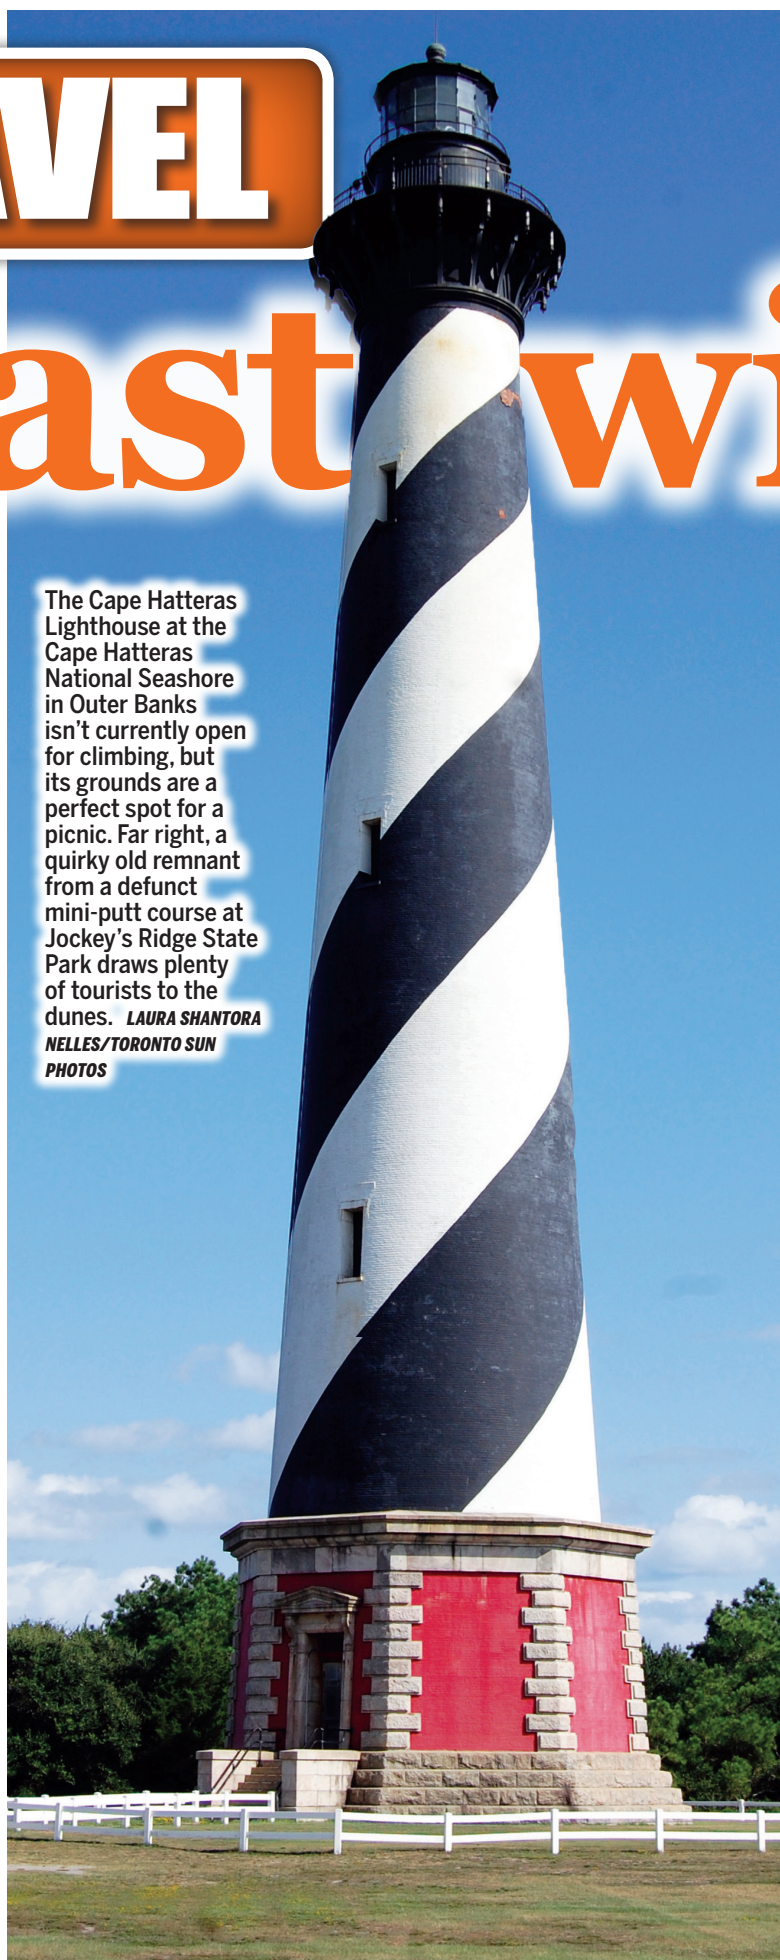 AVEL
ast wi
The Cape Hatteras
Lighthouse at the
Cape Hatteras
National Seashore
in Outer Banks
isn't currently open
for climbing, but
its grounds are a
perfect spot for a
picnic. Far right, a
quirky old remnant
from a defunct
mini-putt course at
Jockey's Ridge State
Park draws plenty
of tourists to the
dunes. LAURA SHANTORA
NELLES/TORONTO SUN
PHOTOS